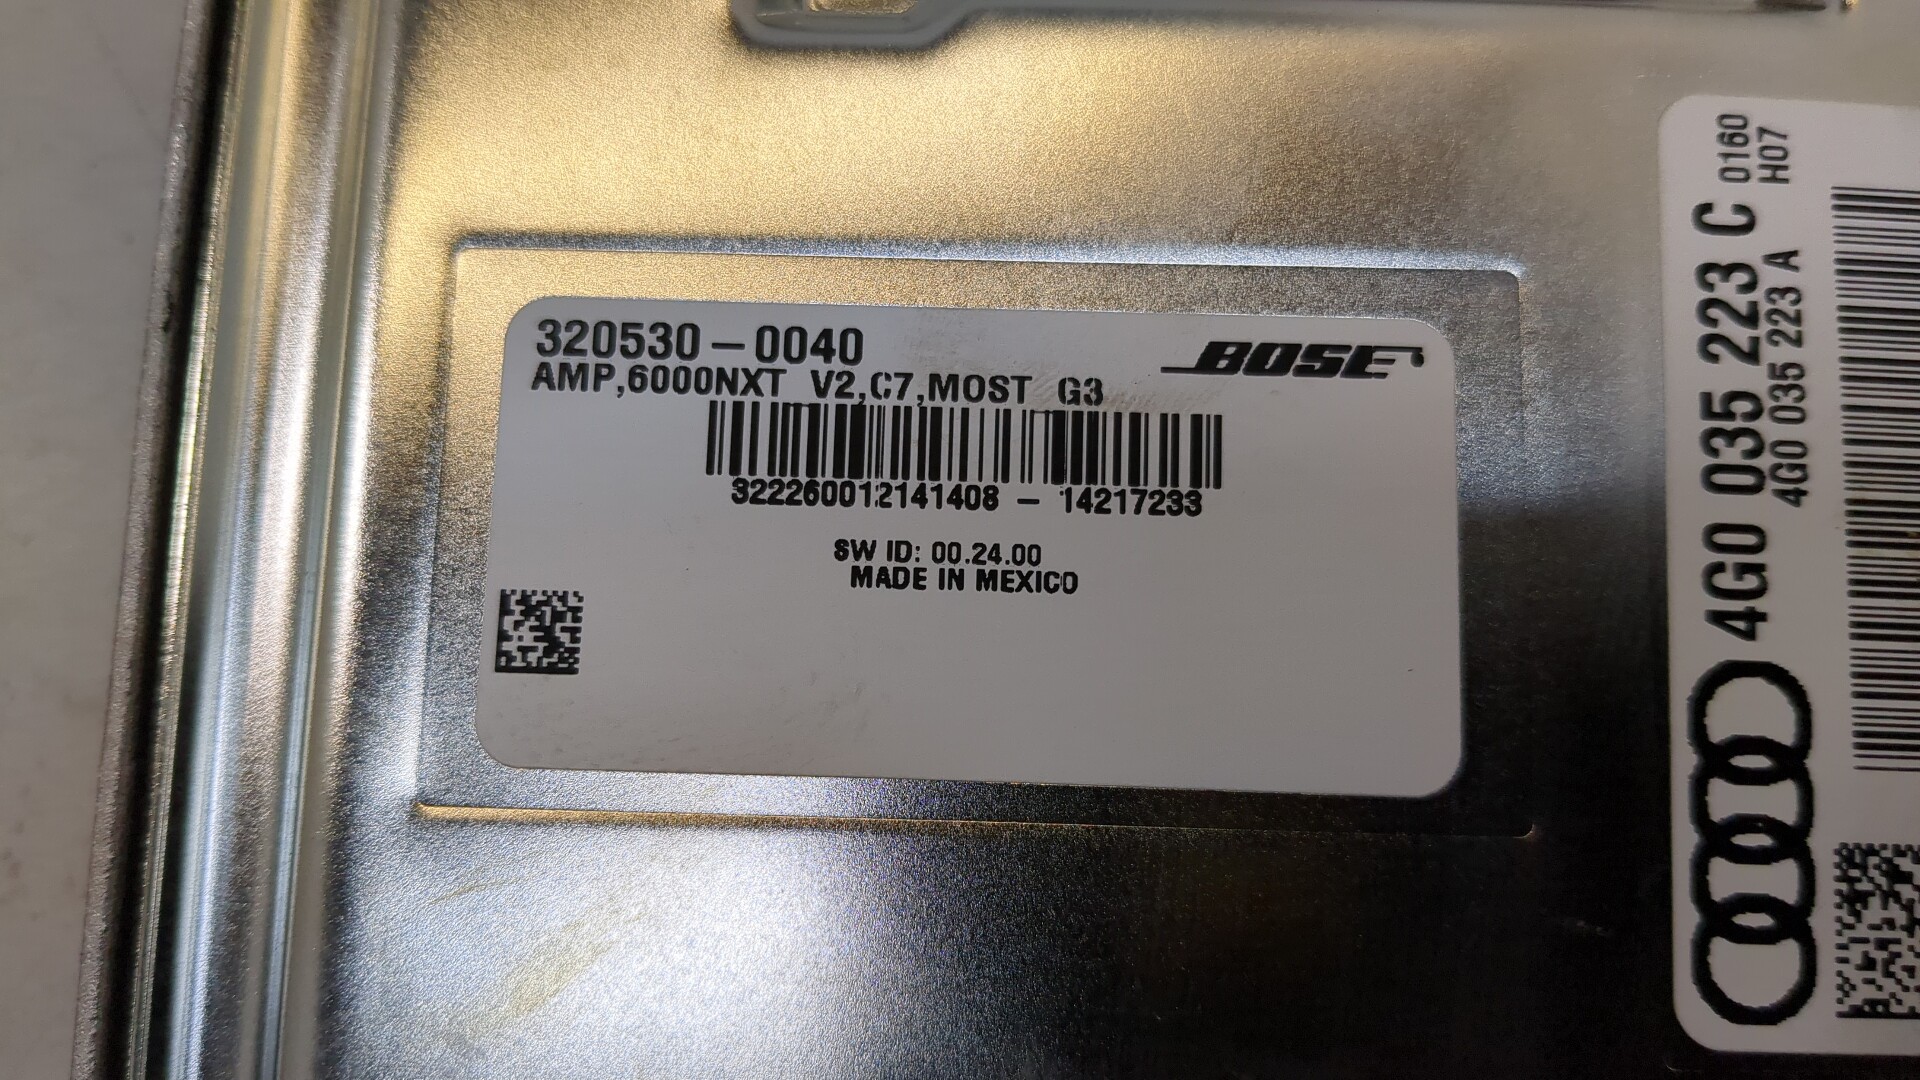 320530-0040
BOSE
AMP,6000NXT V2,C7,MOST G3
322260012141408 - 14217233
SW ID: 00.24.00
MADE IN MEXICO
4G0 035 223 C
4G0 035 223 A
0160
H07